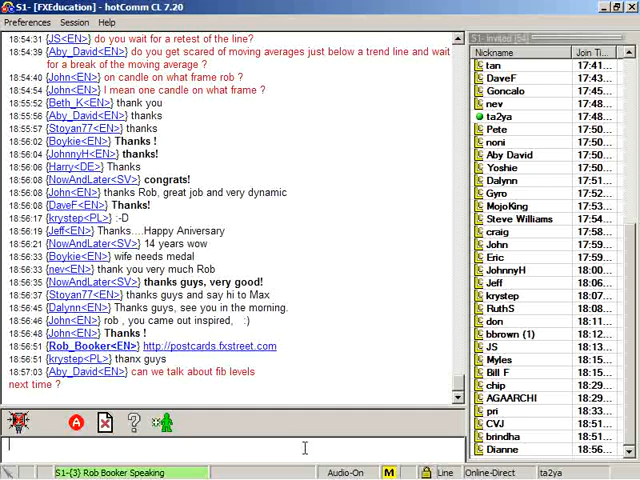 S1- [FXEducation] - hotComm CL 7.20
Preferences Session Help
18:54:31 {JS<EN>} do you wait for a retest of the line?
18:54:39 {Aby_David<EN>} do you get scared of moving averages just below a trend line and wait
for a break of the moving average ?
18:54:40 {John<EN>} on candle on what frame rob ?
18:54:54 {John<EN>} I mean one candle on what frame ?
18:55:52 {Beth_K<EN>} thank you
18:55:56 {Aby_David<EN>} thanks
18:55:57 {Stoyan77<EN>} thanks
18:56:02 {Boykie<EN>} Thanks !
18:56:04 {JohnnyH<EN>} thanks!
18:56:06 {Harry<DE>} Thanks
18:56:08 {NowAndLater<SV>} congrats!
18:56:08 {John<EN>} thanks Rob, great job and very dynamic
18:56:08 {DaveF<EN>} Thanks!
18:56:17 {krystep<PL>} :-D
18:56:19 {Jeff<EN>} Thanks....Happy Aniversary
18:56:21 {NowAndLater<SV>} 14 years wow
18:56:33 {Boykie<EN>} wife needs medal
18:56:33 {nev<EN>} thank you very much Rob
18:56:35 {NowAndLater<SV>} thanks guys, very good!
18:56:37 {Stoyan77<EN>} thanks guys and say hi to Max
18:56:45 {Dalynn<EN>} Thanks guys, see you in the morning.
18:56:46 {John<EN>} rob , you came out inspired, :)
18:56:48 {John<EN>} Thanks !
18:56:51 {Rob_Booker<EN>} http://postcards.fxstreet.com
18:56:51 {krystep<PL>} thanx guys
18:57:03 {Aby_David<EN>} can we talk about fib levels
next time ?
S1- Invited (54)
Nickname Join Ti...
tan 17:41...
DaveF 17:43...
Goncalo 17:45...
nev 17:48...
ta2ya 17:48...
Pete 17:50...
noni 17:50...
Aby David 17:50...
Yoshie 17:50...
Dalynn 17:51...
Gyro 17:52...
MojoKing 17:53...
Steve Williams 17:54...
craig 17:58...
John 17:59...
Eric 17:59...
JohnnyH 18:00...
Jeff 18:06...
krystep 18:07...
RuthS 18:08...
don 18:12...
bbrown (1) 18:13...
JS 18:13...
Myles 18:16...
Bill F 18:18...
chip 18:29...
AGAARCHI 18:29...
pri 18:29...
CVJ 18:29...
brindha 18:29...
Dianne 18:56...
A ?
S1-{3} Rob Booker Speaking Audio-On M Line Online-Direct ta2ya